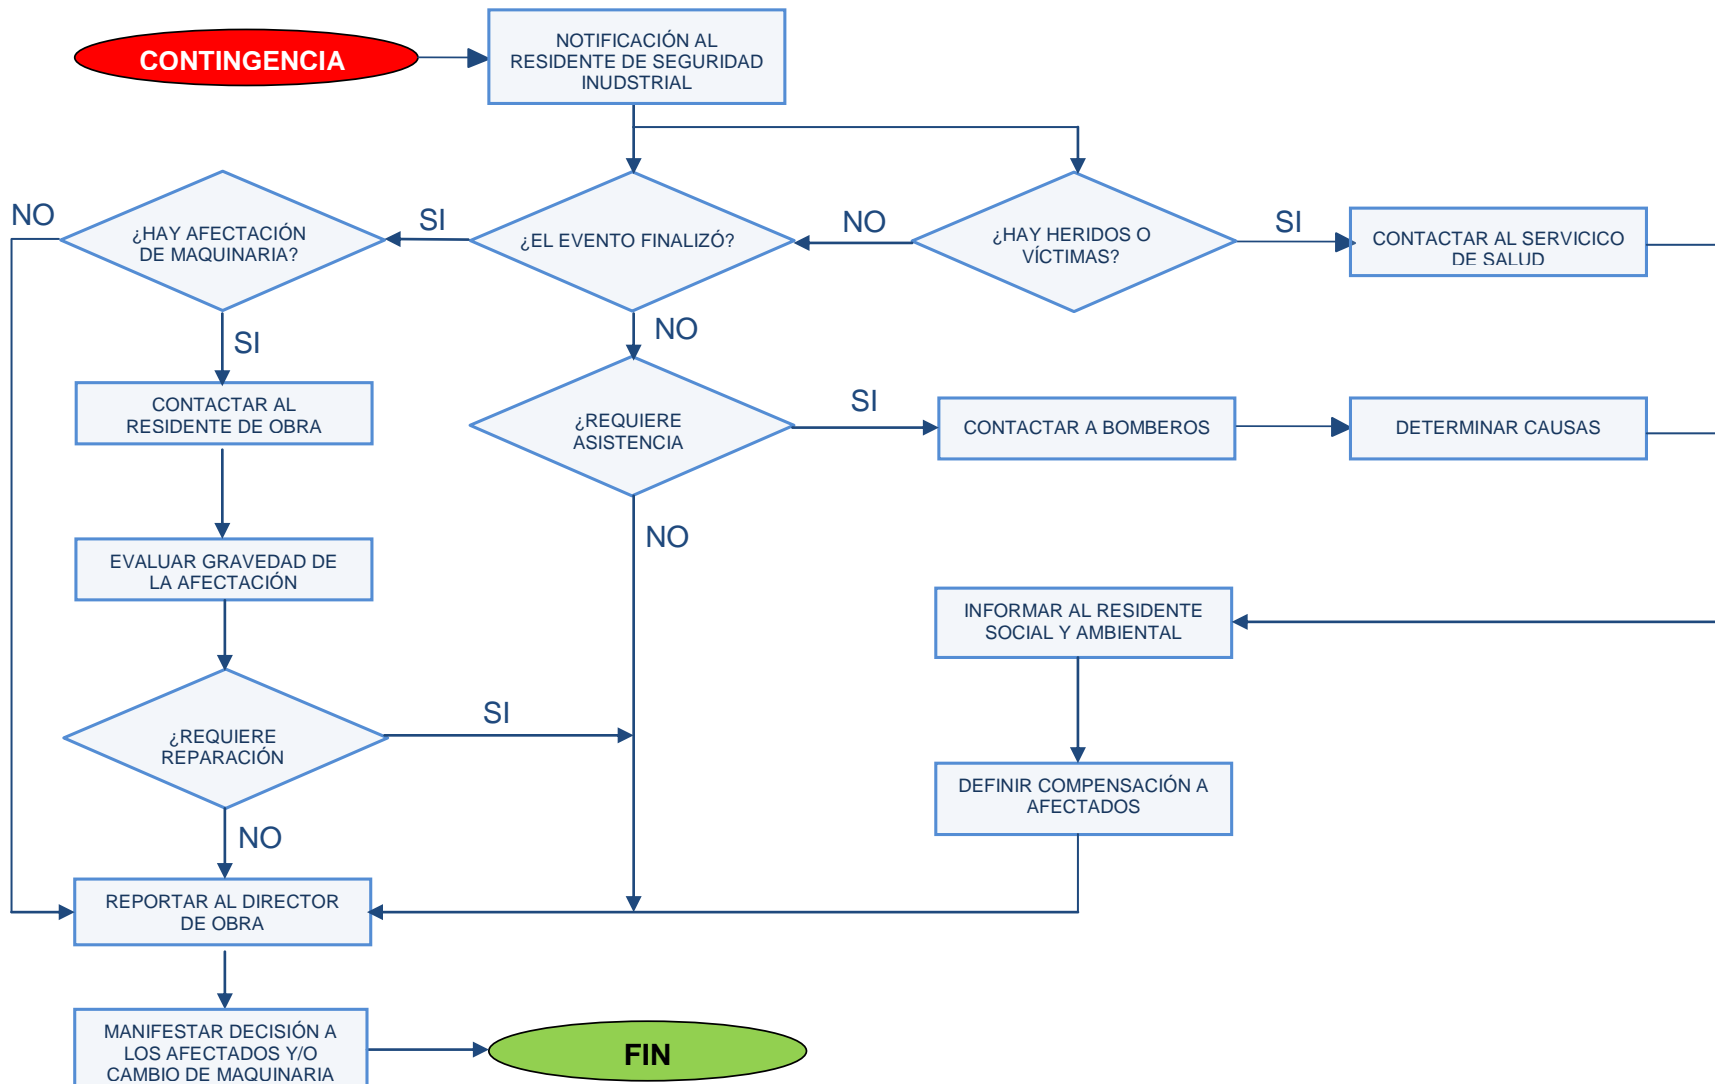 CONTINGENCIA
NOTIFICACIÓN AL
RESIDENTE DE SEGURIDAD
INUDSTRIAL
NO
¿HAY AFECTACIÓN
DE MAQUINARIA?
SI
¿EL EVENTO FINALIZÓ?
NO
¿HAY HERIDOS O
VÍCTIMAS?
SI
CONTACTAR AL SERVICICO
DE SALUD
SI
NO
CONTACTAR AL
RESIDENTE DE OBRA
¿REQUIERE
ASISTENCIA
SI
CONTACTAR A BOMBEROS
DETERMINAR CAUSAS
NO
EVALUAR GRAVEDAD DE
LA AFECTACIÓN
INFORMAR AL RESIDENTE
SOCIAL Y AMBIENTAL
¿REQUIERE
REPARACIÓN
SI
DEFINIR COMPENSACIÓN A
AFECTADOS
NO
REPORTAR AL DIRECTOR
DE OBRA
MANIFESTAR DECISIÓN A
LOS AFECTADOS Y/O
CAMBIO DE MAQUINARIA
FIN